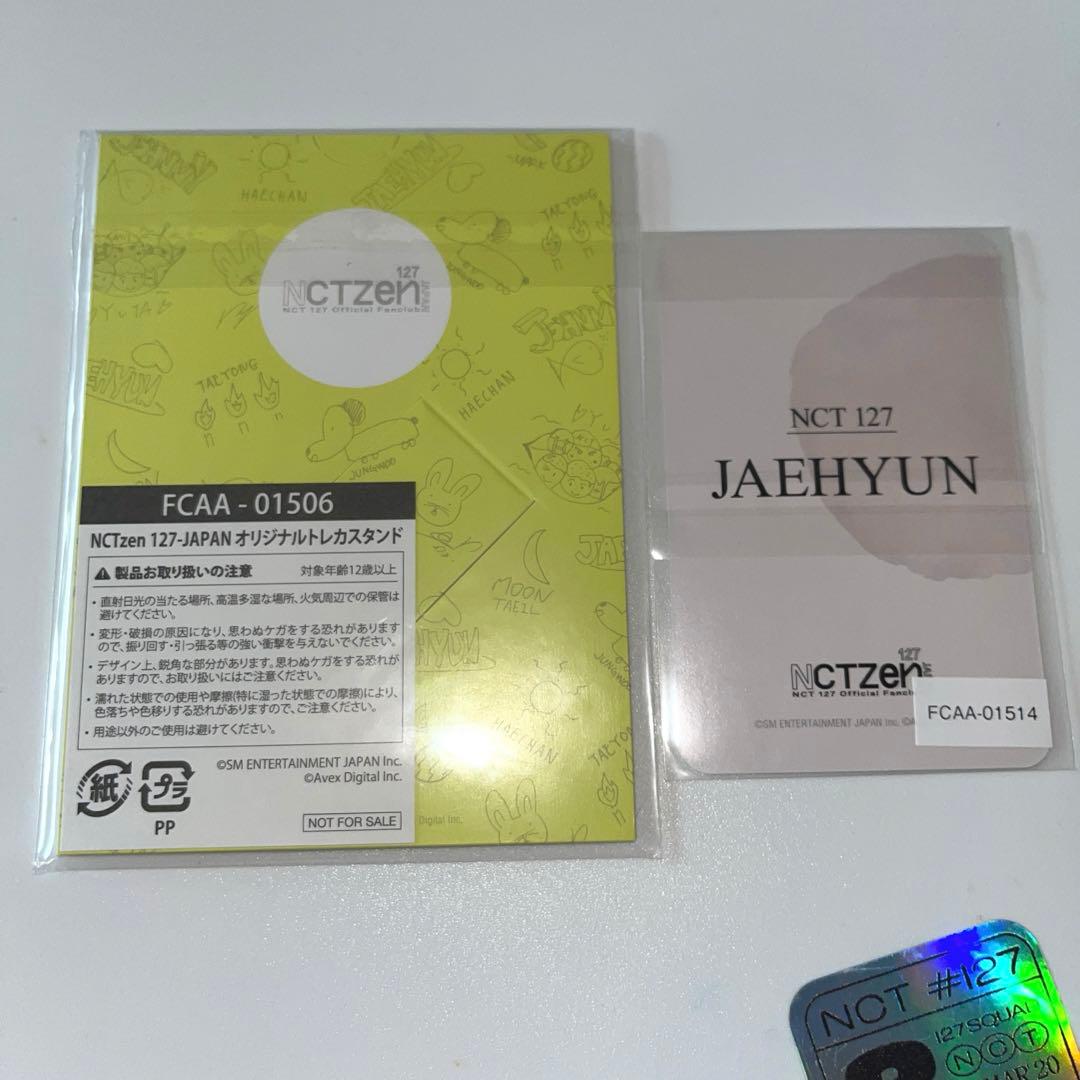 JOHNNY
HAECHAN
JAEHYUN
MARK
TAEYONG
JUNGWOO
127
NCTzen
JAPAN
NCT 127 Official Fanclub
JOHNNY
TAEYONG
HAECHAN
JUNGWOO
MOON
TAEIL
JUNGWOO
HAECHAN
FCAA - 01506
NCTzen 127-JAPAN オリジナルトレカスタンド
製品お取り扱いの注意 対象年齢12歳以上
・直射日光の当たる場所、高温多湿な場所、火気周辺での保管は
避けてください。
・変形・破損の原因になり、思わぬケガをする恐れがあります
ので、振り回す・引っ張る等の強い衝撃を与えないでください。
・デザイン上、鋭角な部分があります。思わぬケガをする恐れが
ありますので、お取り扱いにはご注意ください。
・濡れた状態での使用や摩擦(特に湿った状態での摩擦)により、
色落ちや色移りする恐れがありますので、ご注意ください。
・用途以外のご使用は避けてください。
紙 プラ
PP
©SM ENTERTAINMENT JAPAN Inc.
©Avex Digital Inc.
NOT FOR SALE
Digital Inc.
NCT 127
JAEHYUN
127
NCTzen
NCT 127 Official
©SM ENTERTAINMENT JAPAN Inc.
FCAA-01514
NCT #127
127 SQUA
NCT
MAR 20